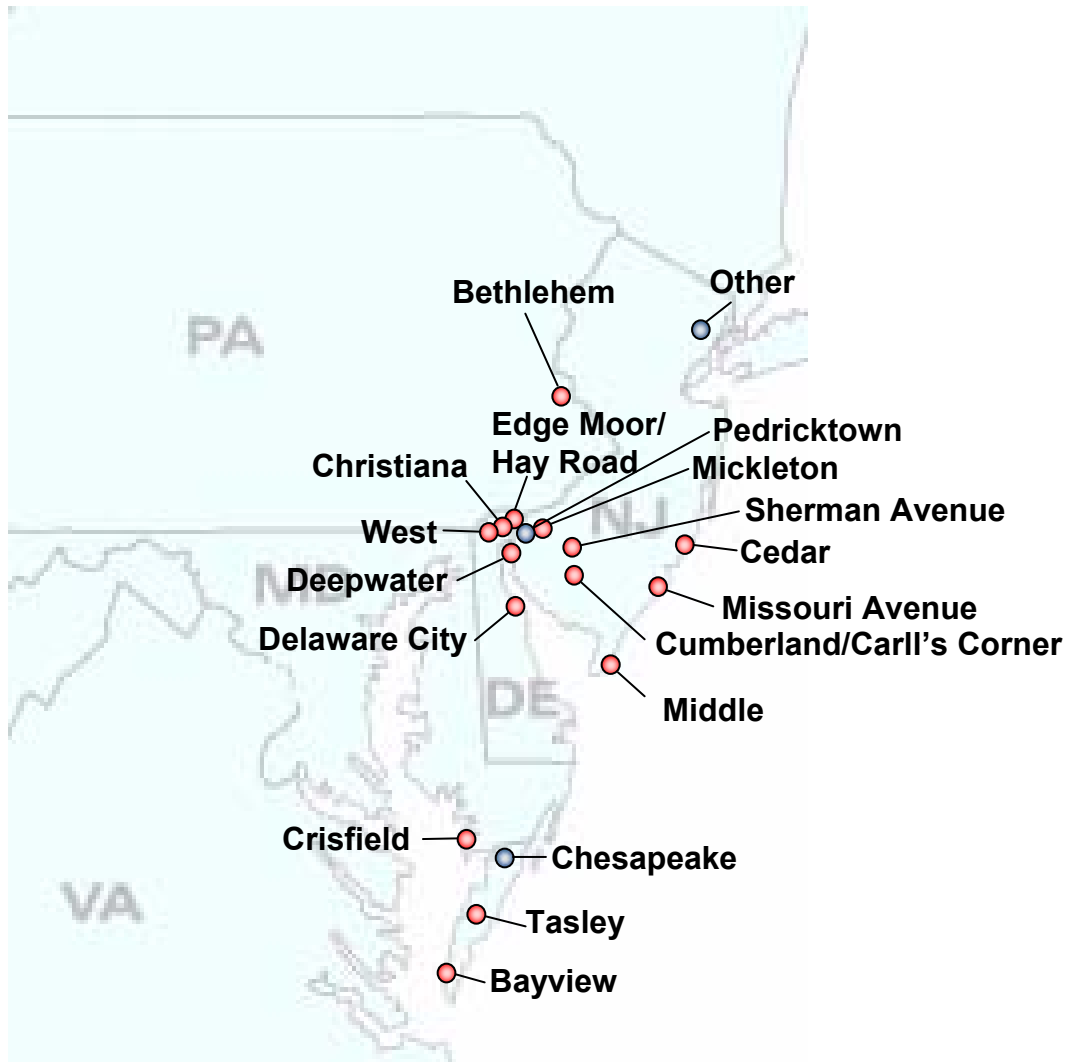 Other
Bethlehem
PA
Edge Moor/
Hay Road
Pedricktown
Christiana
Mickleton
NJ
Sherman Avenue
West
Cedar
Deepwater
MD
Missouri Avenue
Delaware City
Cumberland/Carll's Corner
DE
Middle
Crisfield
Chesapeake
VA
Tasley
Bayview